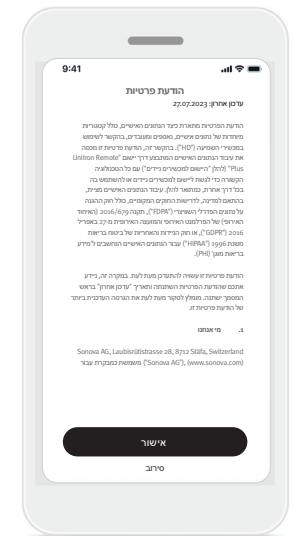 9:41
הודעת פרטיות
עדכון אחרון: 27.07.2023
הודעת הפרטיות מתארת כיצד הנתונים האישיים, כולל קטגוריות
מיוחדות של נתונים אישיים, נאספים ומעובדים, בהקשר לשימוש
במכשירי השמיעה ("HD"). בהקשר זה, הודעת פרטיות זו מכסה
את עיבוד הנתונים האישיים המתבצע דרך יישום "Unitron Remote
Plus" (להלן "היישום למכשירים ניידים") עם כל הטכנולוגיה
הקשורה כדי לגשת ליישום למכשירים ניידים או להשתמש בה
בכל דרך אחרת, כמתואר להלן. עיבוד הנתונים האישיים מציית,
בהתאם למדינה, לדרישות החוקים המקומיים, כולל חוק ההגנה
על נתונים הפדרלי השוויצרי ("FDPA"), תקנה 2016/679 (האיחוד
האירופי) של הפרלמנט האירופי והמועצה האירופית מ-27 באפריל
2016 ("GDPR"), או חוק הניידות והאחריות של ביטוח בריאות
משנת 1996 ("HIPAA") עבור הנתונים האישיים הנחשבים ל"מידע
בריאות מוגן" (PHI).
הודעת פרטיות זו עשויה להתעדכן מעת לעת. במקרה זה, ניידע
אתכם שהודעת הפרטיות השתנתה ותאריך "עדכון אחרון" בראש
המסמך ישתנה. מומלץ לסקור מעת לעת את הגרסה העדכנית ביותר
של הודעת פרטיות זו.
1. מי אנחנו
Sonova AG, Laubisrütistrasse 28, 8712 Stäfa, Switzerland
(www.sonova.com) ,("Sonova AG") משמשת כמבקרת עבור
אישור
סירוב